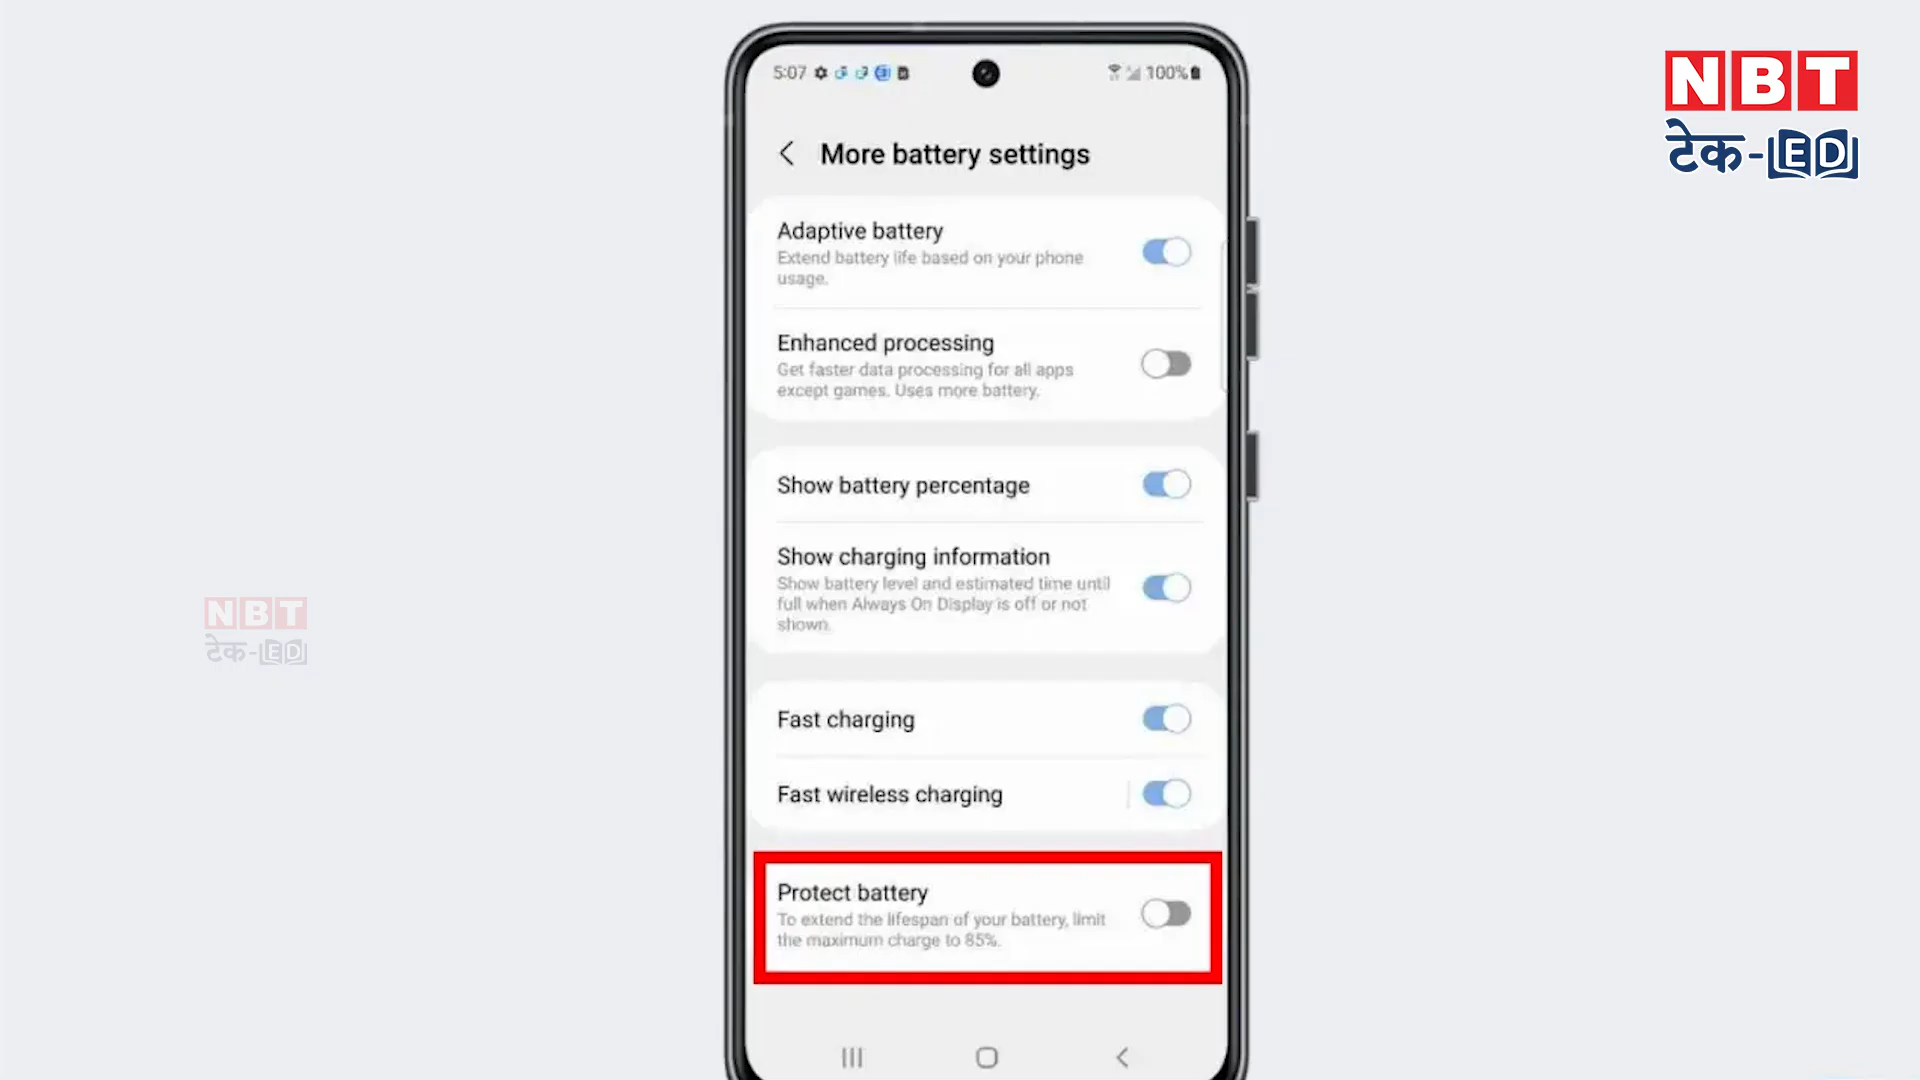 5:07
100%
NBT
टेक-ED
More battery settings
Adaptive battery
Extend battery life based on your phone
usage.
Enhanced processing
Get faster data processing for all apps
except games. Uses more battery.
Show battery percentage
Show charging information
Show battery level and estimated time until
full when Always On Display is off or not
shown.
NBT
टेक-ED
Fast charging
Fast wireless charging
Protect battery
To extend the lifespan of your battery, limit
the maximum charge to 85%.